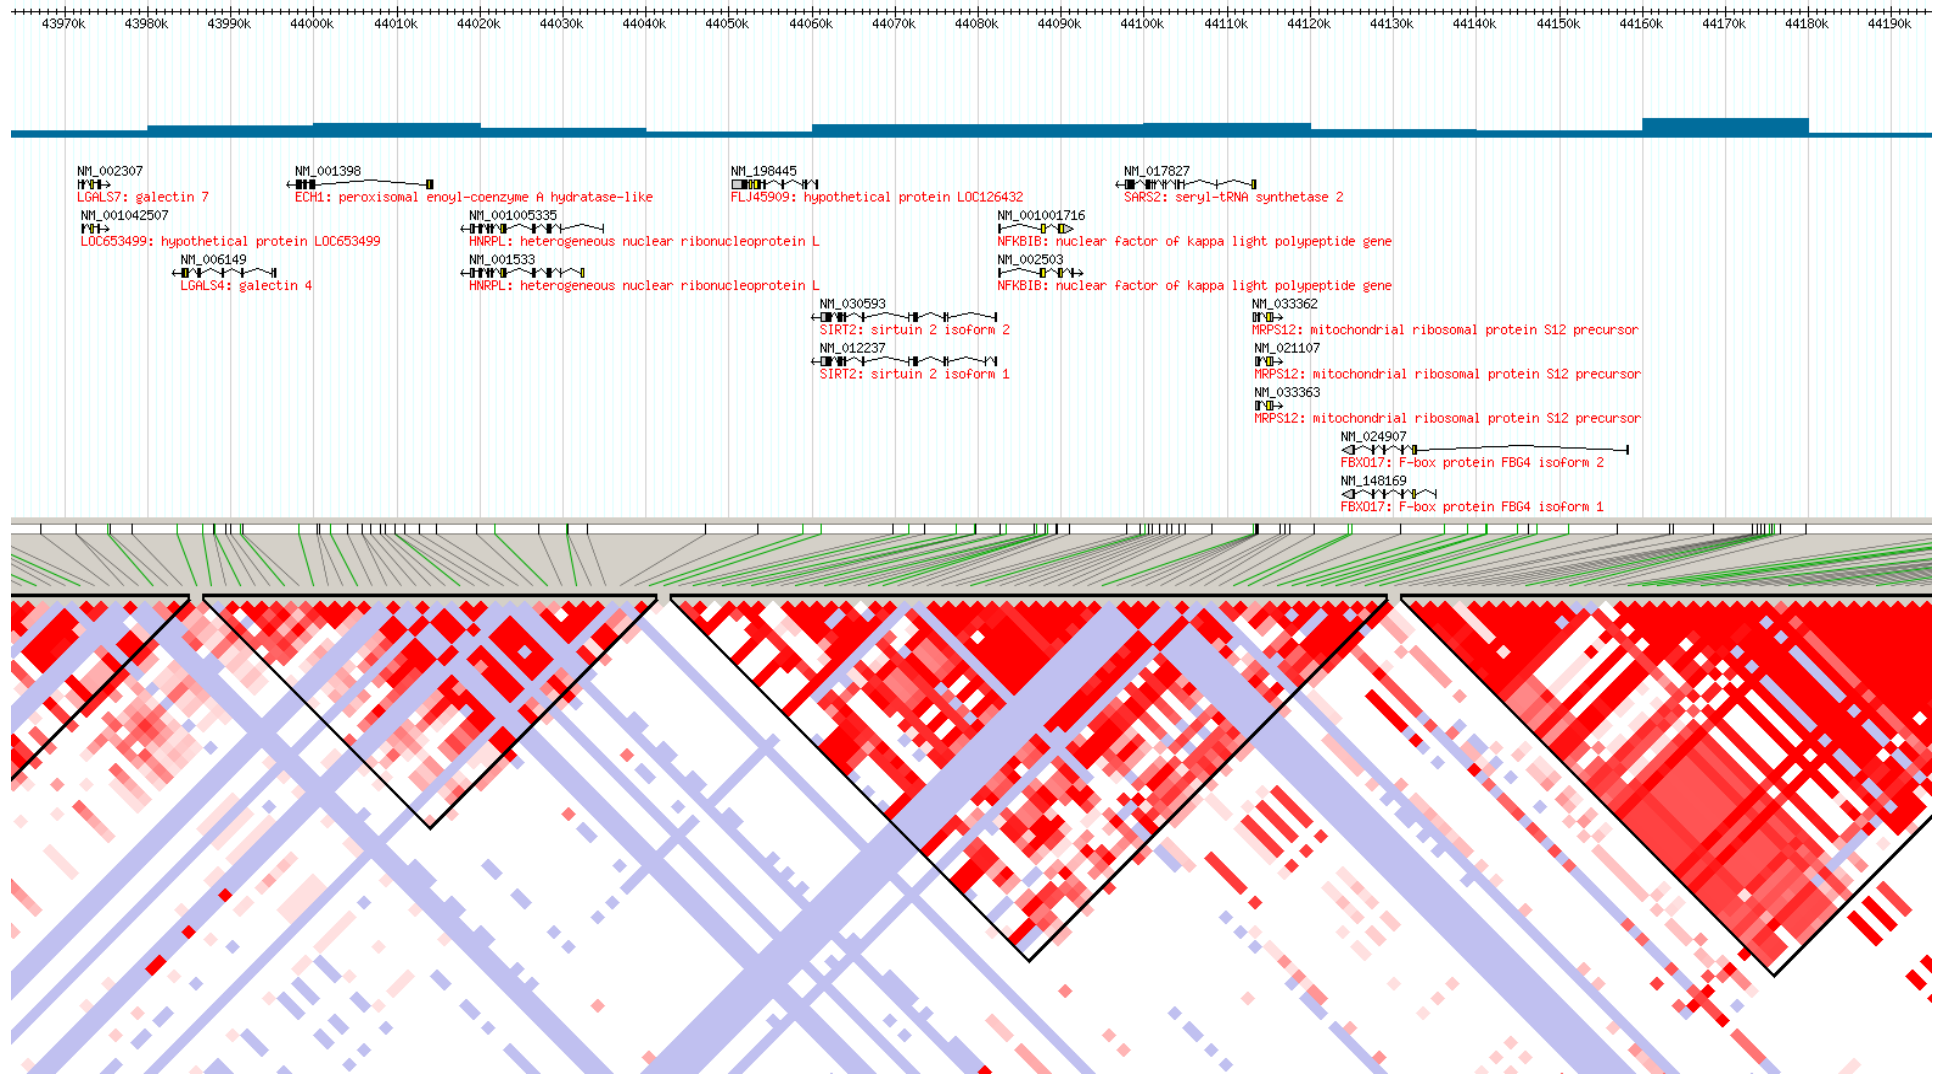 43970k 43980k 43990k 44000k 44010k 44020k 44030k 44040k 44050k 44060k 44070k 44080k 44090k 44100k 44110k 44120k 44130k 44140k 44150k 44160k 44170k 44180k 44190k
NM_002307 NM_001398 NM_198445 NM_017827
LGALS7: galectin 7 ECH1: peroxisomal enoyl-coenzyme A hydratase-like FLJ45909: hypothetical protein LOC126432 SARS2: seryl-tRNA synthetase 2
NM_001042507 NM_001005335 NM_001001716
LOC653499: hypothetical protein LOC653499 HNRPL: heterogeneous nuclear ribonucleoprotein L NFKBIB: nuclear factor of kappa light polypeptide gene
NM_006149 NM_001533 NM_002503
LGALS4: galectin 4 HNRPL: heterogeneous nuclear ribonucleoprotein L NFKBIB: nuclear factor of kappa light polypeptide gene
NM_030593 NM_033362
SIRT2: sirtuin 2 isoform 2 MRPS12: mitochondrial ribosomal protein S12 precursor
NM_012237 NM_021107
SIRT2: sirtuin 2 isoform 1 MRPS12: mitochondrial ribosomal protein S12 precursor
NM_033363
MRPS12: mitochondrial ribosomal protein S12 precursor
NM_024907
FBXO17: F-box protein FBG4 isoform 2
NM_148169
FBXO17: F-box protein FBG4 isoform 1